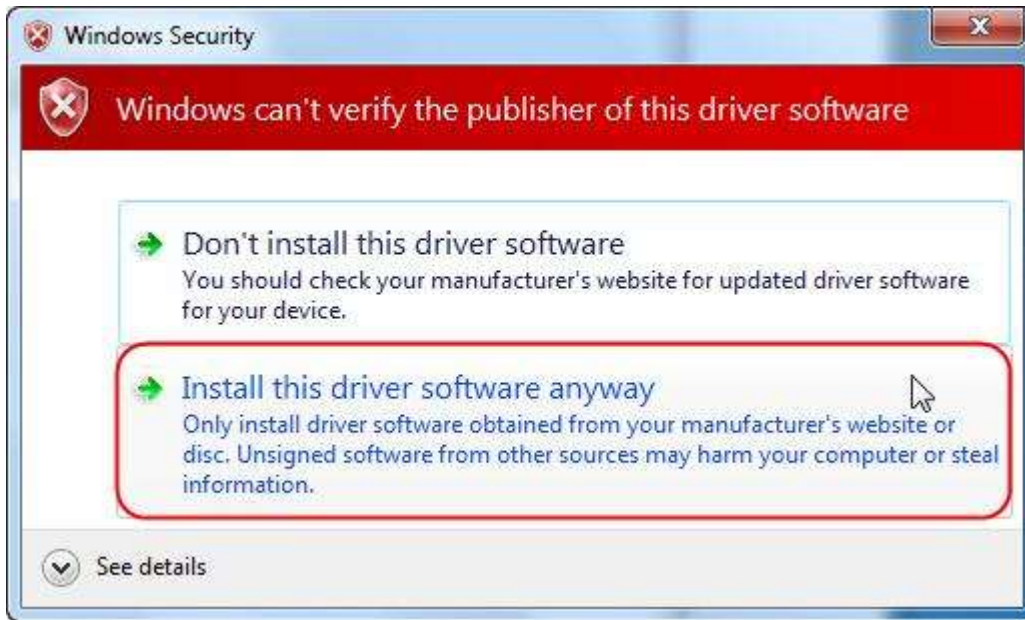 Windows Security
Windows can't verify the publisher of this driver software
Don't install this driver software
You should check your manufacturer's website for updated driver software
for your device.
Install this driver software anyway
Only install driver software obtained from your manufacturer's website or
disc. Unsigned software from other sources may harm your computer or steal
information.
See details